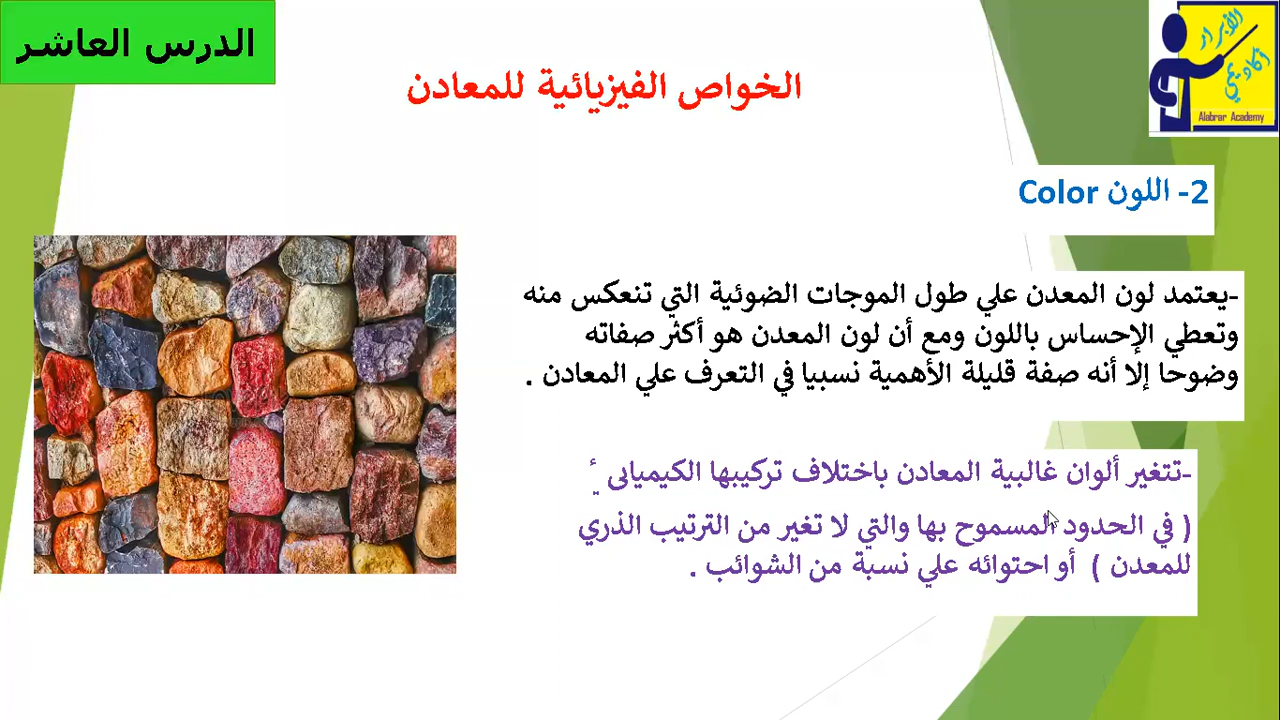 الدرس العاشر
الأبرار
أكاديمي
Alabrar Academy
الخواص الفيزيائية للمعادن
2- اللون Color
-يعتمد لون المعدن علي طول الموجات الضوئية التي تنعكس منه
وتعطي الإحساس باللون ومع أن لون المعدن هو أكثر صفاته
وضوحا إلا أنه صفة قليلة الأهمية نسبيا في التعرف علي المعادن .
-تتغير ألوان غالبية المعادن باختلاف تركيبها الكيميائي
( في الحدود المسموح بها والتي لا تغير من الترتيب الذري
للمعدن ) أو احتوائه علي نسبة من الشوائب .